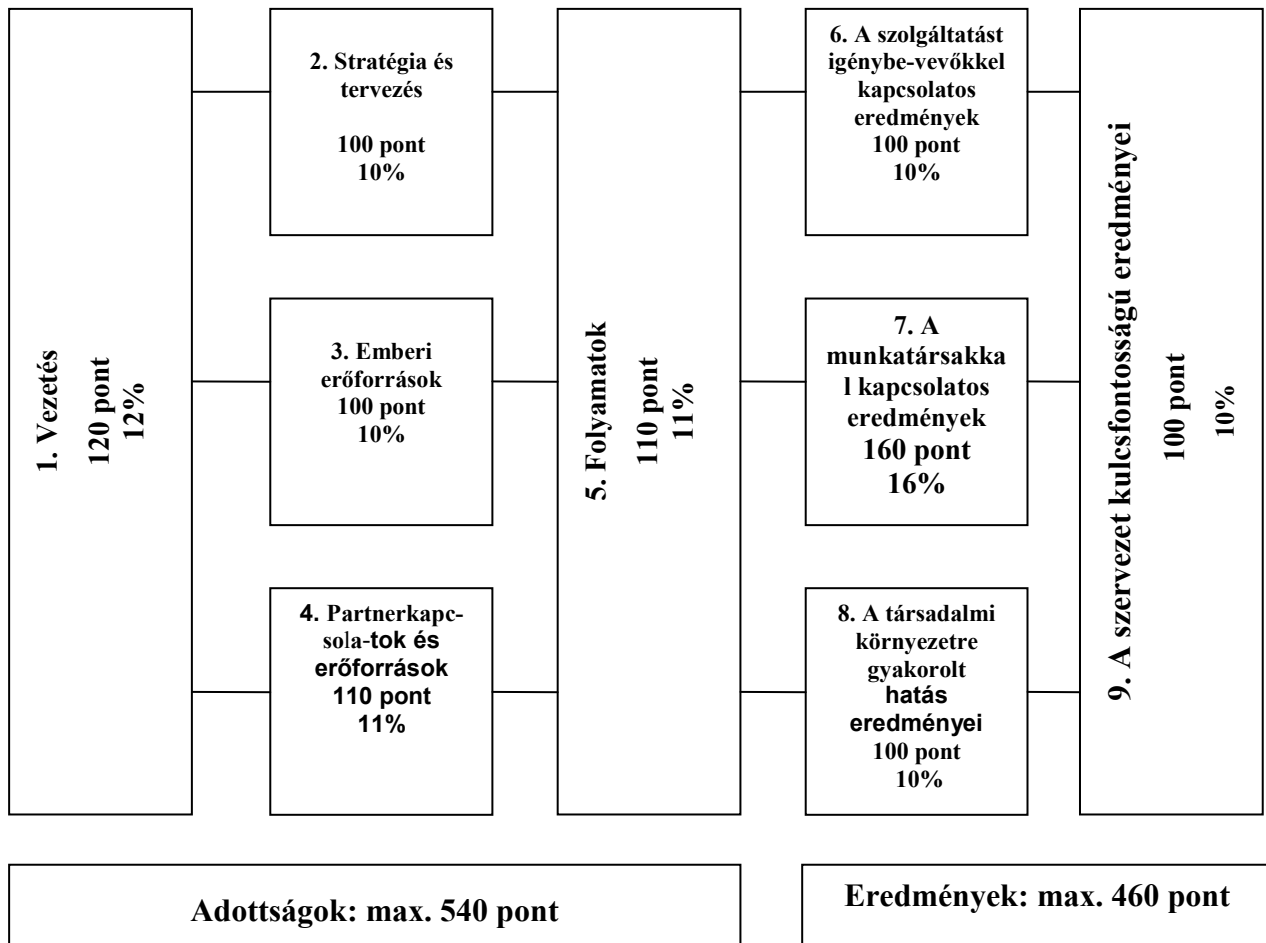 1. Vezetés
120 pont
12%
2. Stratégia és
tervezés
100 pont
10%
3. Emberi
erőforrások
100 pont
10%
4. Partnerkapc-
sola-tok és
erőforrások
110 pont
11%
5. Folyamatok
110 pont
11%
6. A szolgáltatást
igénybe-vevőkkel
kapcsolatos
eredmények
100 pont
10%
7. A
munkatársakka
l kapcsolatos
eredmények
160 pont
16%
8. A társadalmi
környezetre
gyakorolt
hatás
eredményei
100 pont
10%
9. A szervezet kulcsfontosságú eredményei
100 pont
10%
Adottságok: max. 540 pont
Eredmények: max. 460 pont